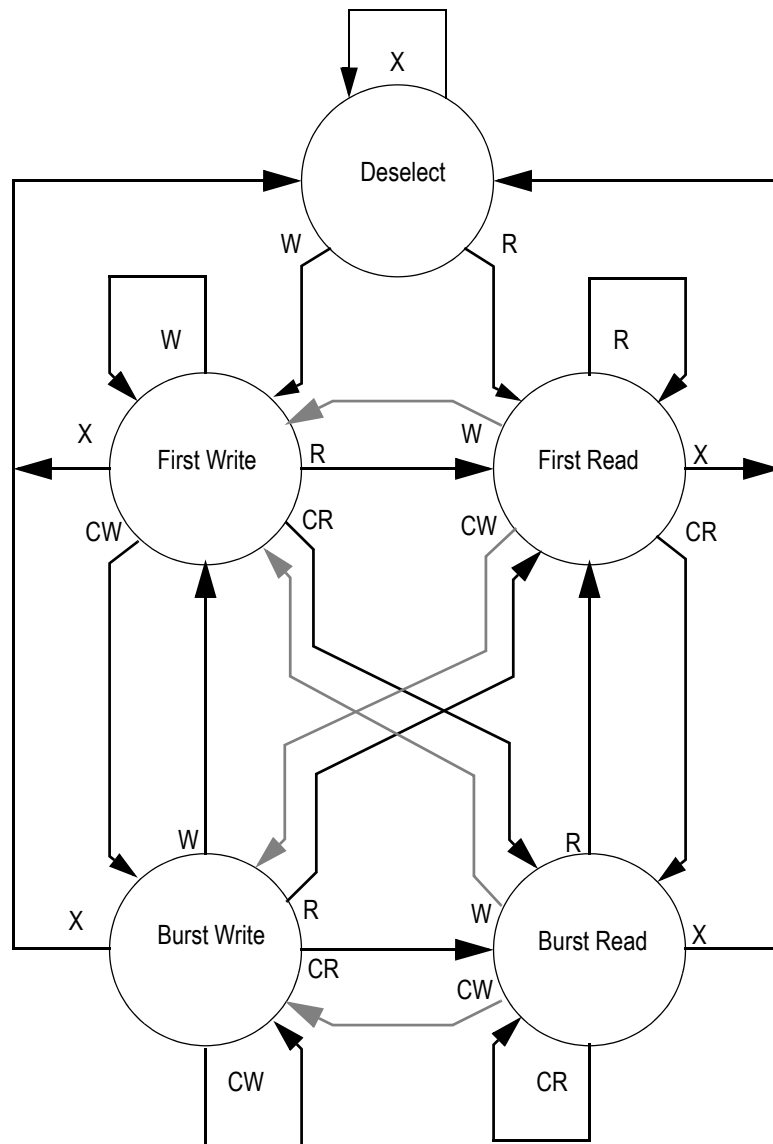 X
Deselect
W
R
W
R
W
X
First Write
R
First Read
X
CW
CR
CW
CR
W
R
X
R
W
Burst Write
Burst Read
X
CR
CW
CW
CR